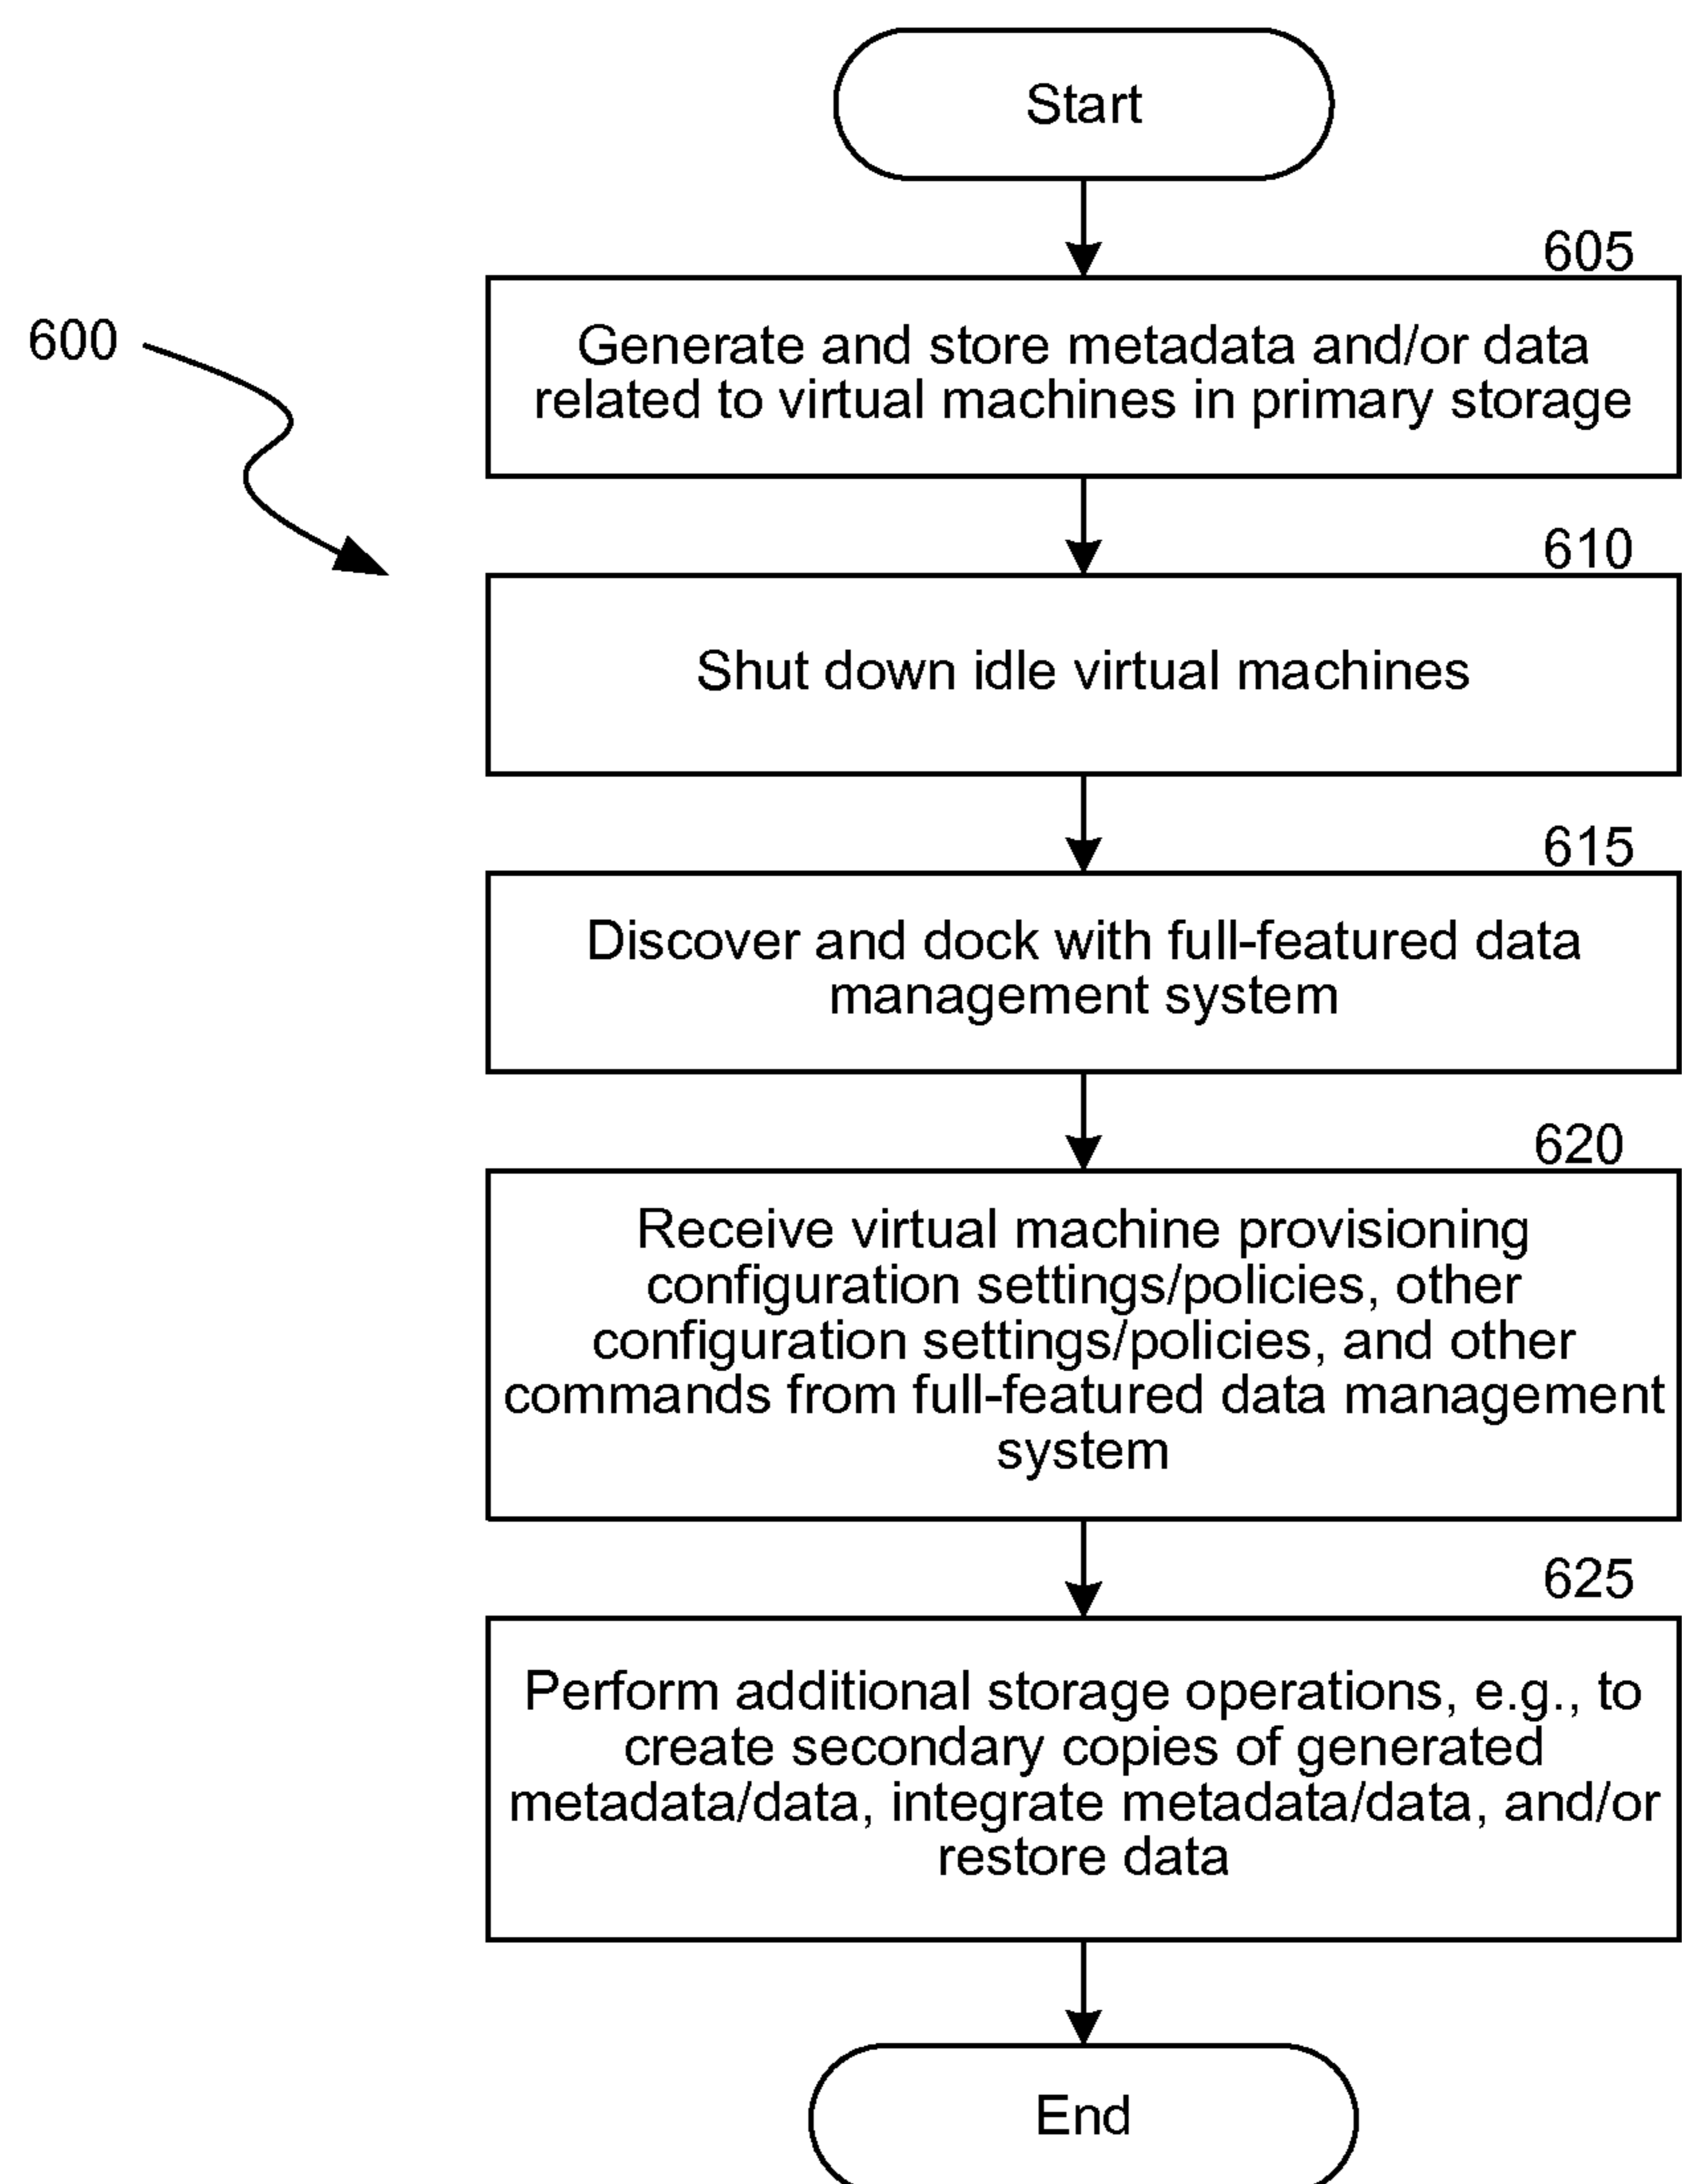 Start
605
600
Generate and store metadata and/or data
related to virtual machines in primary storage
610
Shut down idle virtual machines
615
Discover and dock with full-featured data
management system
620
Receive virtual machine provisioning
configuration settings/policies, other
configuration settings/policies, and other
commands from full-featured data management
system
625
Perform additional storage operations, e.g., to
create secondary copies of generated
metadata/data, integrate metadata/data, and/or
restore data
End